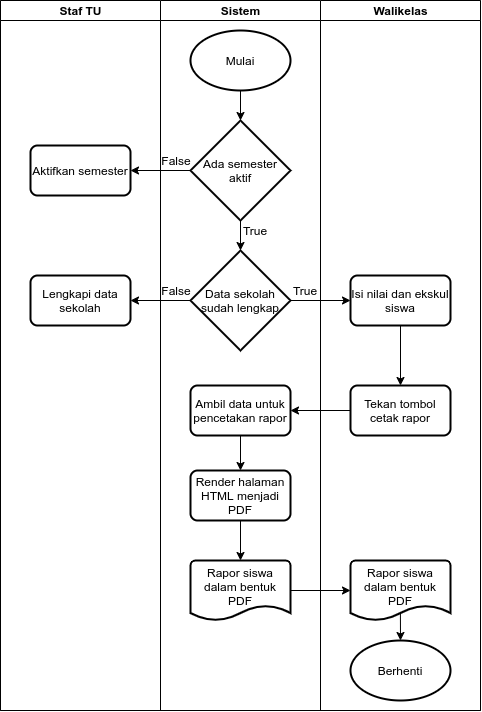 Staf TU
Sistem
Walikelas
Mulai
False
Ada semester
aktif
Aktifkan semester
True
False
True
Lengkapi data
sekolah
Data sekolah
sudah lengkap
Isi nilai dan ekskul
siswa
Ambil data untuk
pencetakan rapor
Tekan tombol
cetak rapor
Render halaman
HTML menjadi
PDF
Rapor siswa
dalam bentuk
PDF
Rapor siswa
dalam bentuk
PDF
Berhenti